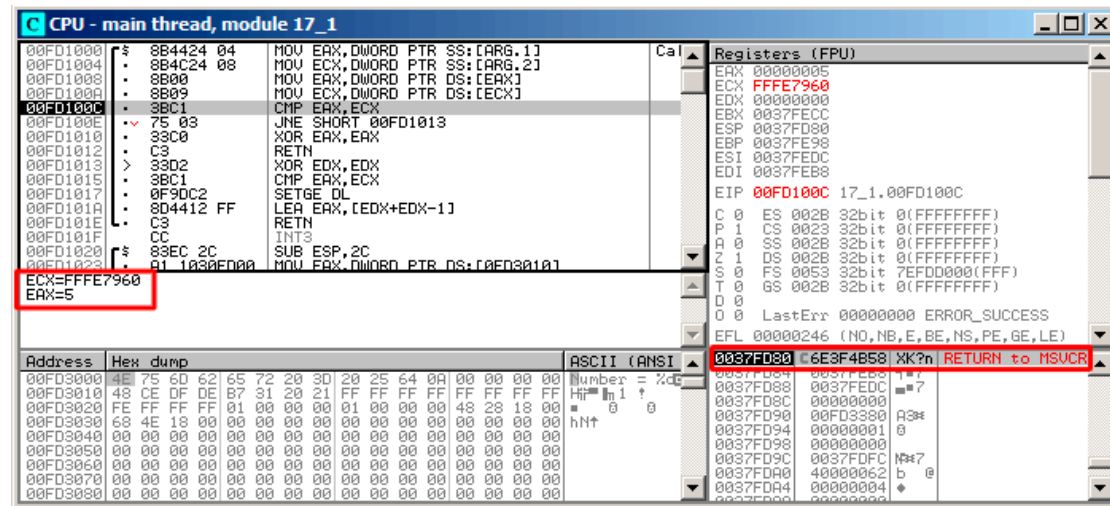 C CPU - main thread, module 17_1
00FD1000 $ 8B4424 04 MOV EAX,DWORD PTR SS:[ARG.1] Cal
00FD1004 . 8B4C24 08 MOV ECX,DWORD PTR SS:[ARG.2]
00FD1008 . 8B00 MOV EAX,DWORD PTR DS:[EAX]
00FD100A . 8B09 MOV ECX,DWORD PTR DS:[ECX]
00FD100C . 3BC1 CMP EAX,ECX
00FD100E . 75 03 JNE SHORT 00FD1013
00FD1010 . 33C0 XOR EAX,EAX
00FD1012 . C3 RETN
00FD1013 > 33D2 XOR EDX,EDX
00FD1015 . 3BC1 CMP EAX,ECX
00FD1017 . 0F9DC2 SETGE DL
00FD101A . 8D4412 FF LEA EAX,[EDX+EDX-1]
00FD101E . C3 RETN
00FD101F CC INT3
00FD1020 $ 83EC 2C SUB ESP,2C
00FD1023 . A1 1030FD00 MOV EAX,DWORD PTR DS:[0FD3010]
ECX=FFFE7960
EAX=5
Registers (FPU)
EAX 00000005
ECX FFFE7960
EDX 00000000
EBX 0037FECC
ESP 0037FD80
EBP 0037FE98
ESI 0037FEDC
EDI 0037FEB8
EIP 00FD100C 17_1.00FD100C
C 0 ES 002B 32bit 0(FFFFFFFF)
P 1 CS 0023 32bit 0(FFFFFFFF)
A 0 SS 002B 32bit 0(FFFFFFFF)
Z 1 DS 002B 32bit 0(FFFFFFFF)
S 0 FS 0053 32bit 7EFDD000(FFF)
T 0 GS 002B 32bit 0(FFFFFFFF)
D 0
O 0 LastErr 00000000 ERROR_SUCCESS
EFL 00000246 (NO,NB,E,BE,NS,PE,GE,LE)
Address Hex dump ASCII (ANSI
00FD3000 4E 75 6D 62 65 72 20 3D 20 25 64 0A 00 00 00 00 Number = %d
00FD3010 48 CE DF DE B7 31 20 21 FF FF FF FF FF FF FF FF
00FD3020 FE FF FF FF 01 00 00 00 01 00 00 00 48 28 18 00
00FD3030 68 4E 18 00 00 00 00 00 00 00 00 00 00 00 00 00 hN↑
00FD3040 00 00 00 00 00 00 00 00 00 00 00 00 00 00 00 00
00FD3050 00 00 00 00 00 00 00 00 00 00 00 00 00 00 00 00
00FD3060 00 00 00 00 00 00 00 00 00 00 00 00 00 00 00 00
00FD3070 00 00 00 00 00 00 00 00 00 00 00 00 00 00 00 00
00FD3080 00 00 00 00 00 00 00 00 00 00 00 00 00 00 00 00
0037FD80 6E3F4B58 XK?n RETURN to MSVCR
0037FD84 0037FEB8
0037FD88 0037FEDC
0037FD8C 00000000
0037FD90 00FD3380
0037FD94 00000001
0037FD98 00000000
0037FD9C 0037FDFC
0037FDA0 40000062 b @
0037FDA4 00000004 ♦